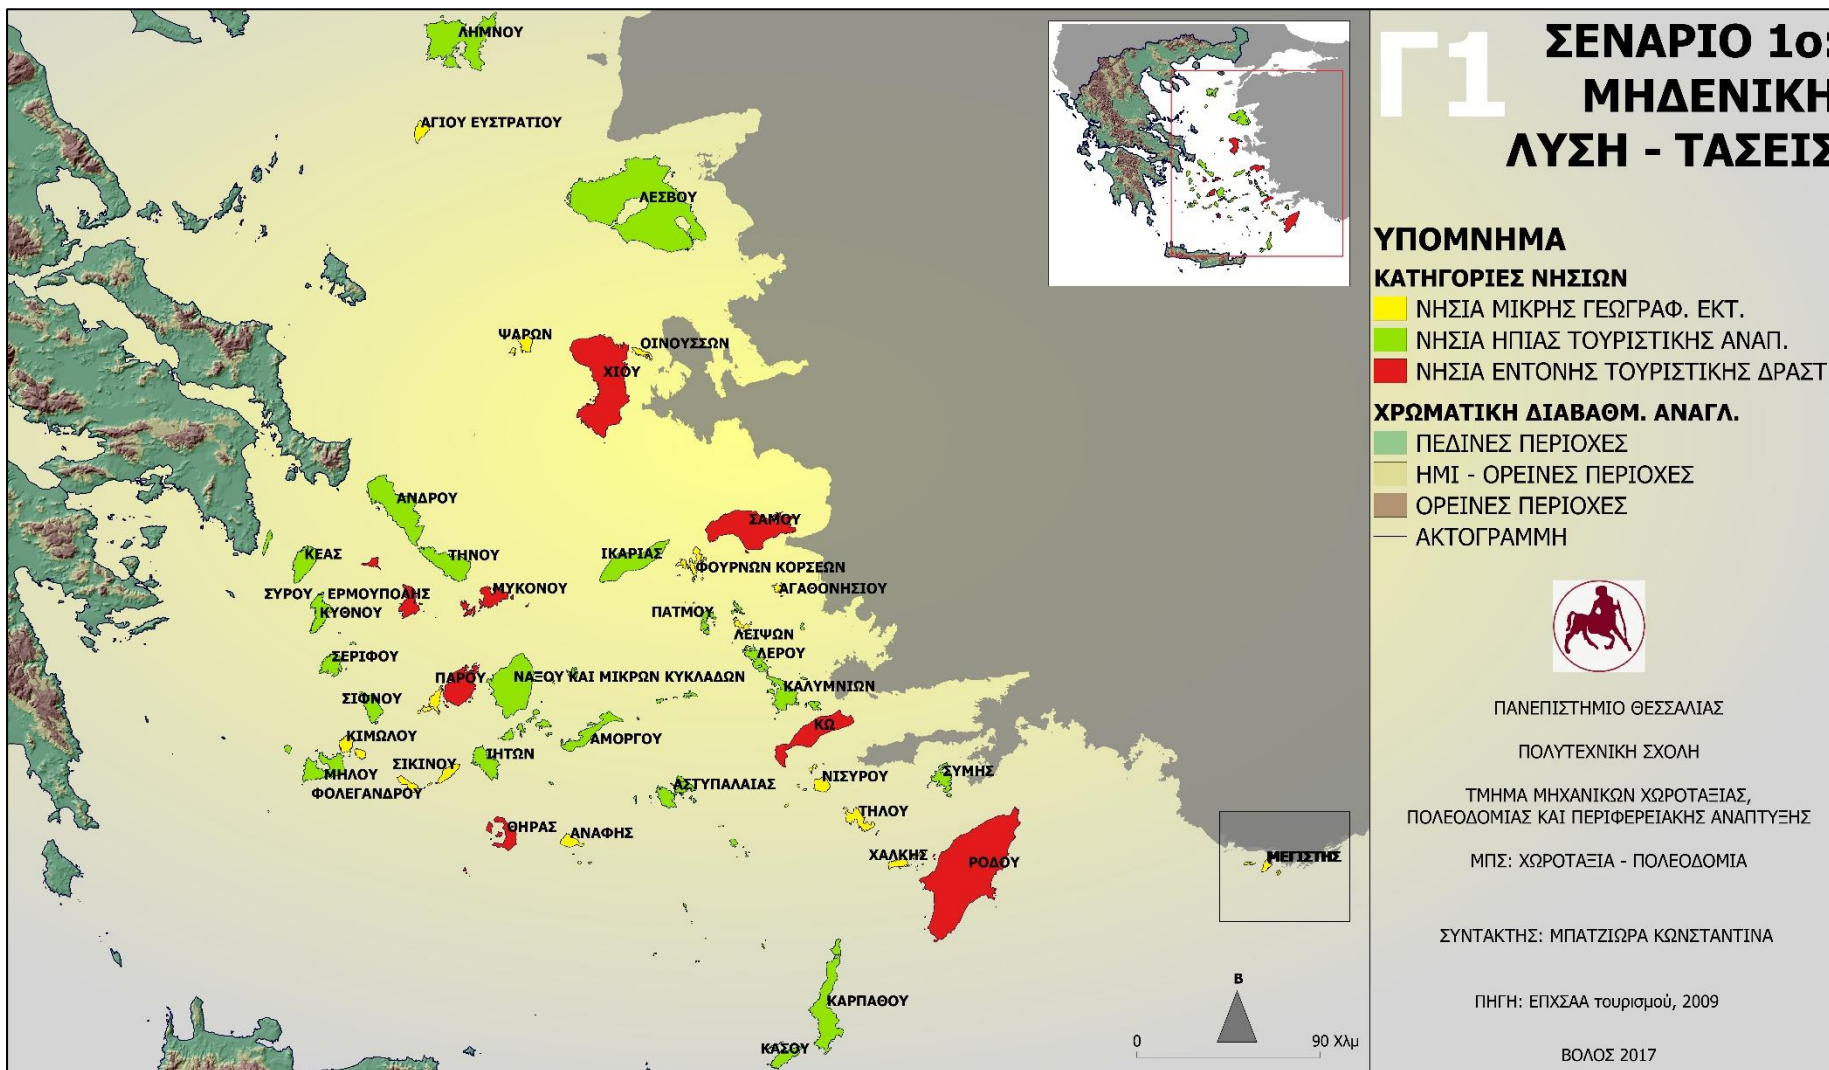 Γ1
ΣΕΝΑΡΙΟ 1ο:
ΜΗΔΕΝΙΚΗ
ΛΥΣΗ - ΤΑΣΕΙΣ
ΥΠΟΜΝΗΜΑ
ΚΑΤΗΓΟΡΙΕΣ ΝΗΣΙΩΝ
ΝΗΣΙΑ ΜΙΚΡΗΣ ΓΕΩΓΡΑΦ. ΕΚΤ.
ΝΗΣΙΑ ΗΠΙΑΣ ΤΟΥΡΙΣΤΙΚΗΣ ΑΝΑΠ.
ΝΗΣΙΑ ΕΝΤΟΝΗΣ ΤΟΥΡΙΣΤΙΚΗΣ ΔΡΑΣΤ
ΧΡΩΜΑΤΙΚΗ ΔΙΑΒΑΘΜ. ΑΝΑΓΛ.
ΠΕΔΙΝΕΣ ΠΕΡΙΟΧΕΣ
ΗΜΙ - ΟΡΕΙΝΕΣ ΠΕΡΙΟΧΕΣ
ΟΡΕΙΝΕΣ ΠΕΡΙΟΧΕΣ
ΑΚΤΟΓΡΑΜΜΗ
ΠΑΝΕΠΙΣΤΗΜΙΟ ΘΕΣΣΑΛΙΑΣ
ΠΟΛΥΤΕΧΝΙΚΗ ΣΧΟΛΗ
ΤΜΗΜΑ ΜΗΧΑΝΙΚΩΝ ΧΩΡΟΤΑΞΙΑΣ,
ΠΟΛΕΟΔΟΜΙΑΣ ΚΑΙ ΠΕΡΙΦΕΡΕΙΑΚΗΣ ΑΝΑΠΤΥΞΗΣ
ΜΠΣ: ΧΩΡΟΤΑΞΙΑ - ΠΟΛΕΟΔΟΜΙΑ
ΣΥΝΤΑΚΤΗΣ: ΜΠΑΤΖΙΩΡΑ ΚΩΝΣΤΑΝΤΙΝΑ
ΠΗΓΗ: ΕΠΧΣΑΑ τουρισμού, 2009
ΒΟΛΟΣ 2017
ΛΗΜΝΟΥ
ΑΓΙΟΥ ΕΥΣΤΡΑΤΙΟΥ
ΛΕΣΒΟΥ
ΨΑΡΩΝ
ΟΙΝΟΥΣΣΩΝ
ΧΙΟΥ
ΑΝΔΡΟΥ
ΣΑΜΟΥ
ΚΕΑΣ
ΤΗΝΟΥ
ΙΚΑΡΙΑΣ
ΦΟΥΡΝΩΝ ΚΟΡΣΕΩΝ
ΑΓΑΘΟΝΗΣΙΟΥ
ΣΥΡΟΥ - ΕΡΜΟΥΠΟΛΗΣ
ΜΥΚΟΝΟΥ
ΚΥΘΝΟΥ
ΠΑΤΜΟΥ
ΛΕΙΨΩΝ
ΛΕΡΟΥ
ΣΕΡΙΦΟΥ
ΠΑΡΟΥ
ΝΑΞΟΥ ΚΑΙ ΜΙΚΡΩΝ ΚΥΚΛΑΔΩΝ
ΚΑΛΥΜΝΙΩΝ
ΣΙΦΝΟΥ
ΚΩ
ΚΙΜΩΛΟΥ
ΑΜΟΡΓΟΥ
ΙΗΤΩΝ
ΣΙΚΙΝΟΥ
ΜΗΛΟΥ
ΦΟΛΕΓΑΝΔΡΟΥ
ΑΣΤΥΠΑΛΑΙΑΣ
ΝΙΣΥΡΟΥ
ΣΥΜΗΣ
ΤΗΛΟΥ
ΘΗΡΑΣ
ΑΝΑΦΗΣ
ΧΑΛΚΗΣ
ΡΟΔΟΥ
ΜΕΓΙΣΤΗΣ
ΚΑΡΠΑΘΟΥ
ΚΑΣΟΥ
Β
0 90 Χλμ